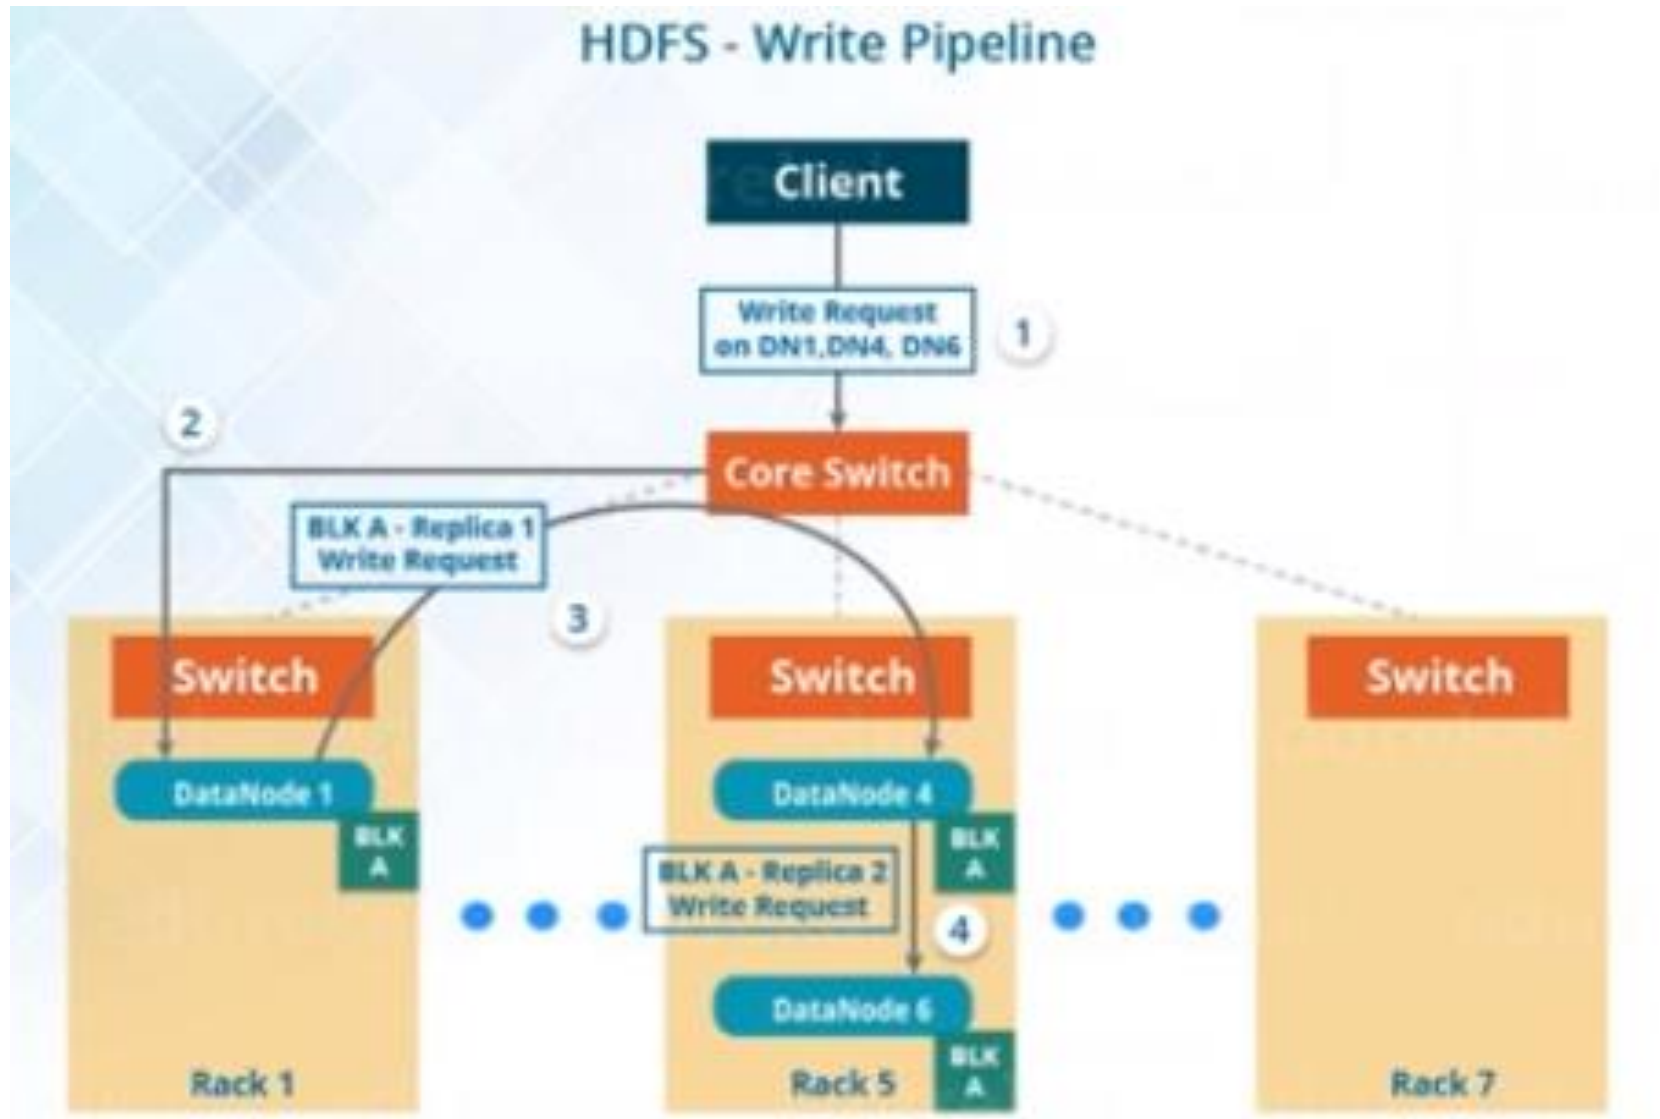 HDFS - Write Pipeline
Client
Write Request
on DN1,DN4, DN6
1
2
Core Switch
BLK A - Replica 1
Write Request
3
Switch
Switch
Switch
DataNode 1
BLK
A
DataNode 4
BLK
A
BLK A - Replica 2
Write Request
4
DataNode 6
BLK
A
Rack 1
Rack 5
Rack 7